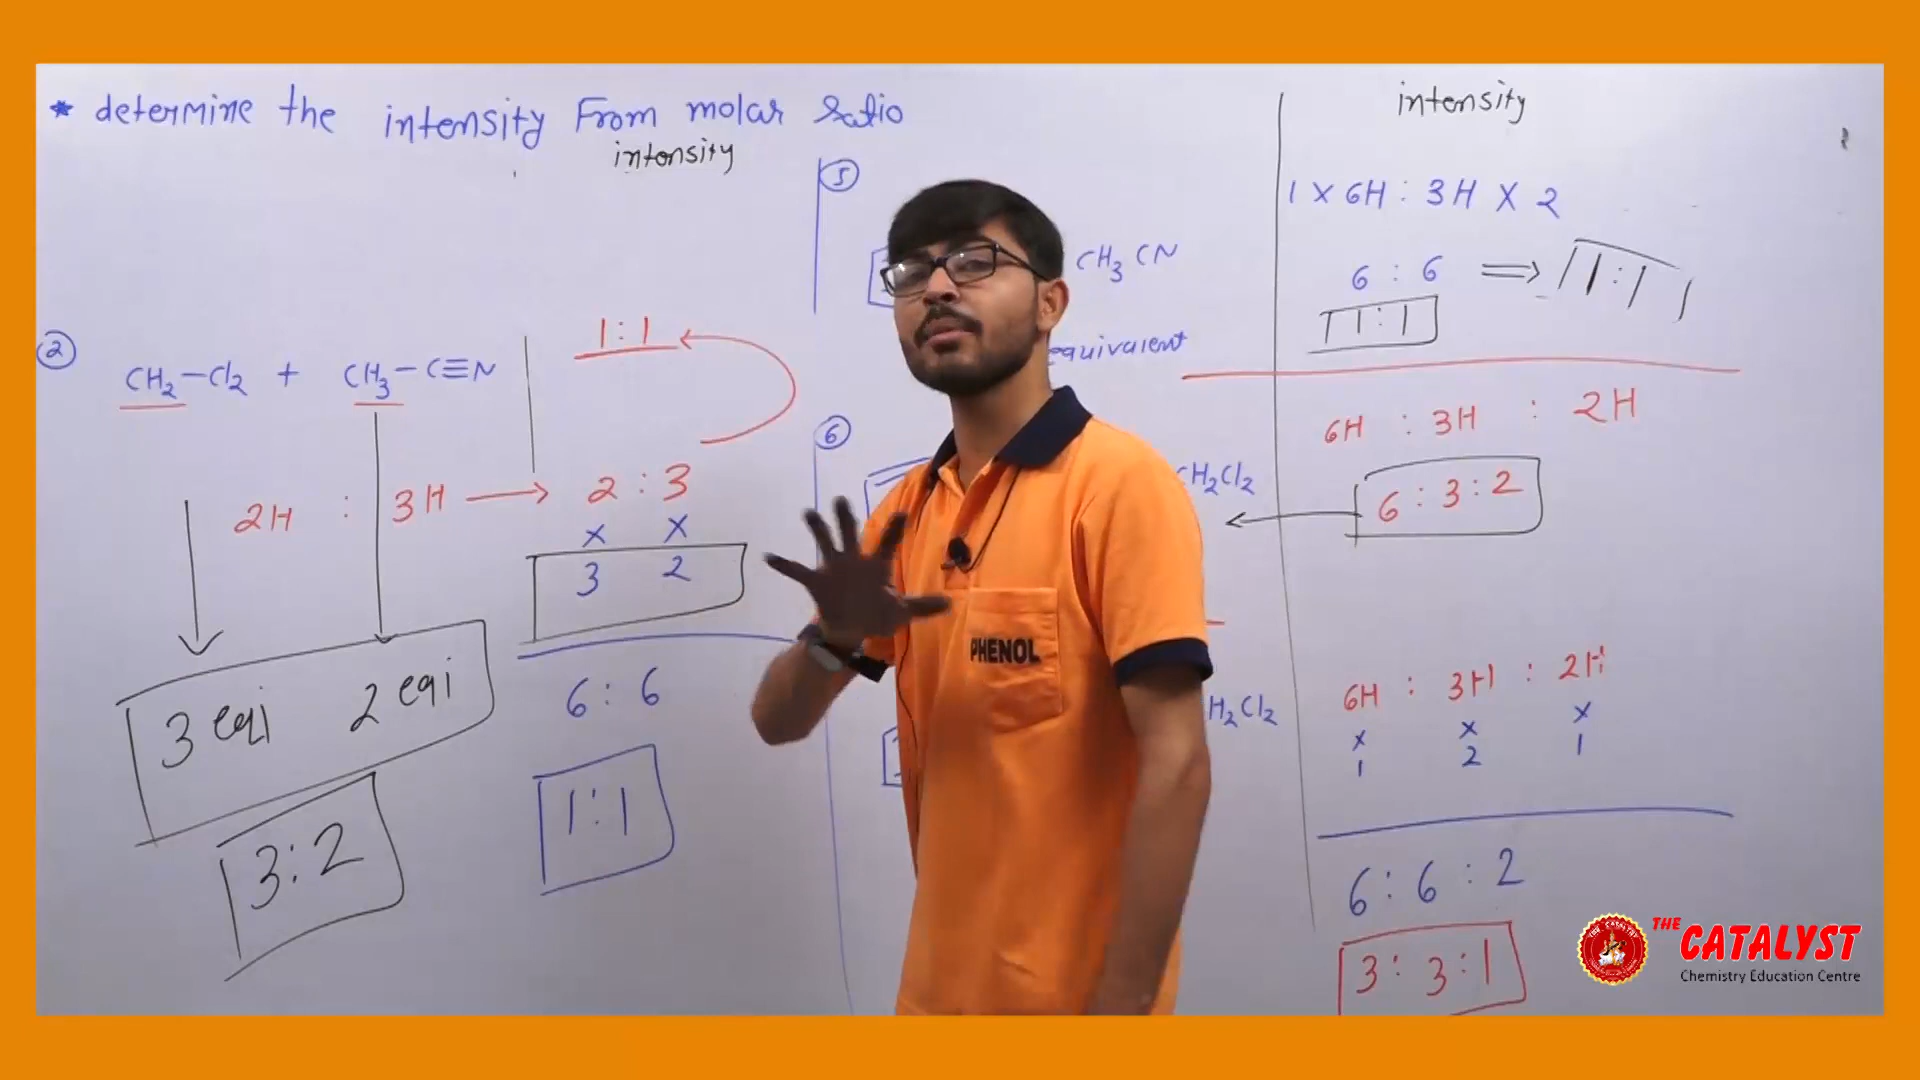 * determine the intensity From molar ratio
intensity
②
CH₂-Cl₂ + CH₃-C≡N
1:1
2H : 3H → 2 : 3
x x
3 2
3 eqi 2 eqi
6 : 6
3:2
1:1
5
CH₃ CN
equivalent
6
CH₂Cl₂
H₂Cl₂
intensity
1 X 6H : 3H X 2
6 : 6 ⇒ 1:1
1:1
6H : 3H : 2H
6 : 3 : 2
6H : 3H : 2H
x x x
1 2 1
6 : 6 : 2
3 : 3 : 1
PHENOL
THE CATALYST
Chemistry Education Centre